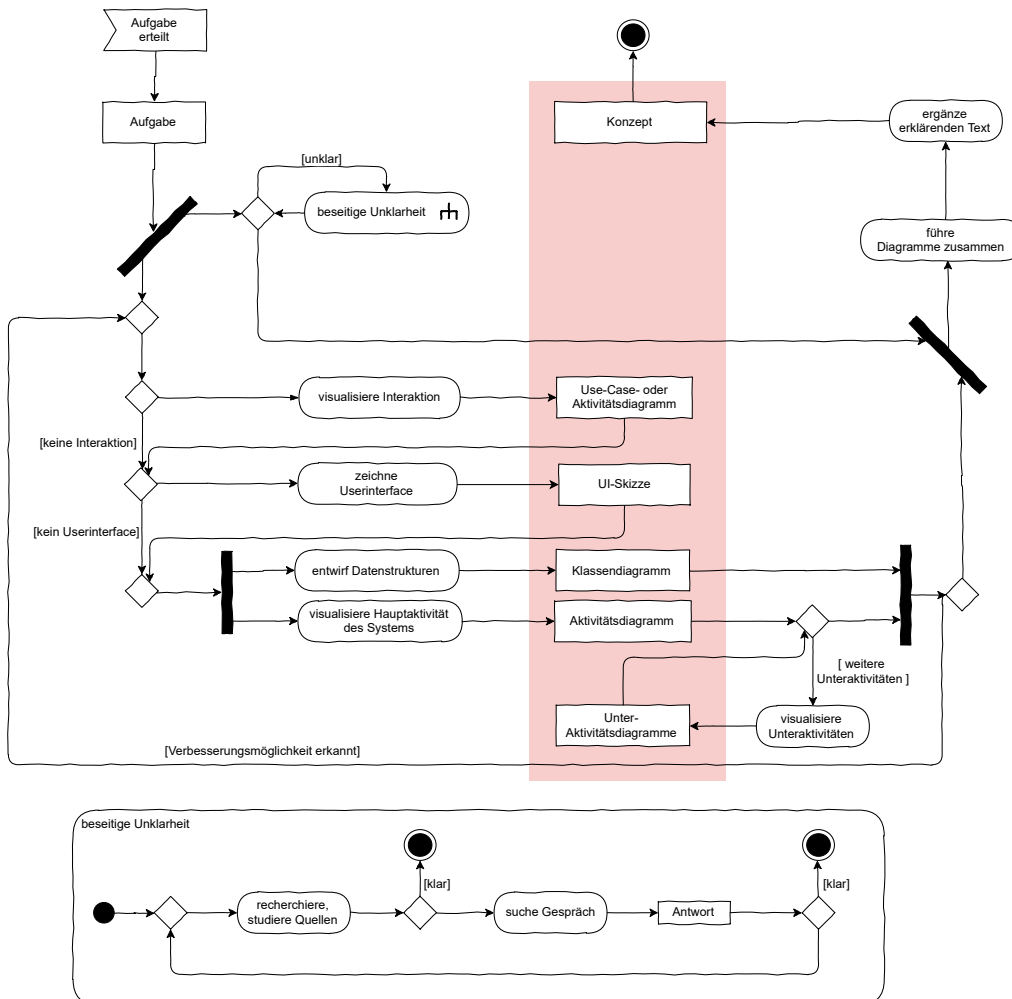 Aufgabe
erteilt
Aufgabe
Konzept
ergänze
erklärenden Text
[unklar]
beseitige Unklarheit
führe
Diagramme zusammen
visualisiere Interaktion
Use-Case- oder
Aktivitätsdiagramm
[keine Interaktion]
zeichne
Userinterface
UI-Skizze
[kein Userinterface]
entwirf Datenstrukturen
Klassendiagramm
visualisiere Hauptaktivität
des Systems
Aktivitätsdiagramm
[ weitere
Unteraktivitäten ]
Unter-
Aktivitätsdiagramme
visualisiere
Unteraktivitäten
[Verbesserungsmöglichkeit erkannt]
beseitige Unklarheit
recherchiere,
studiere Quellen
[klar]
suche Gespräch
Antwort
[klar]